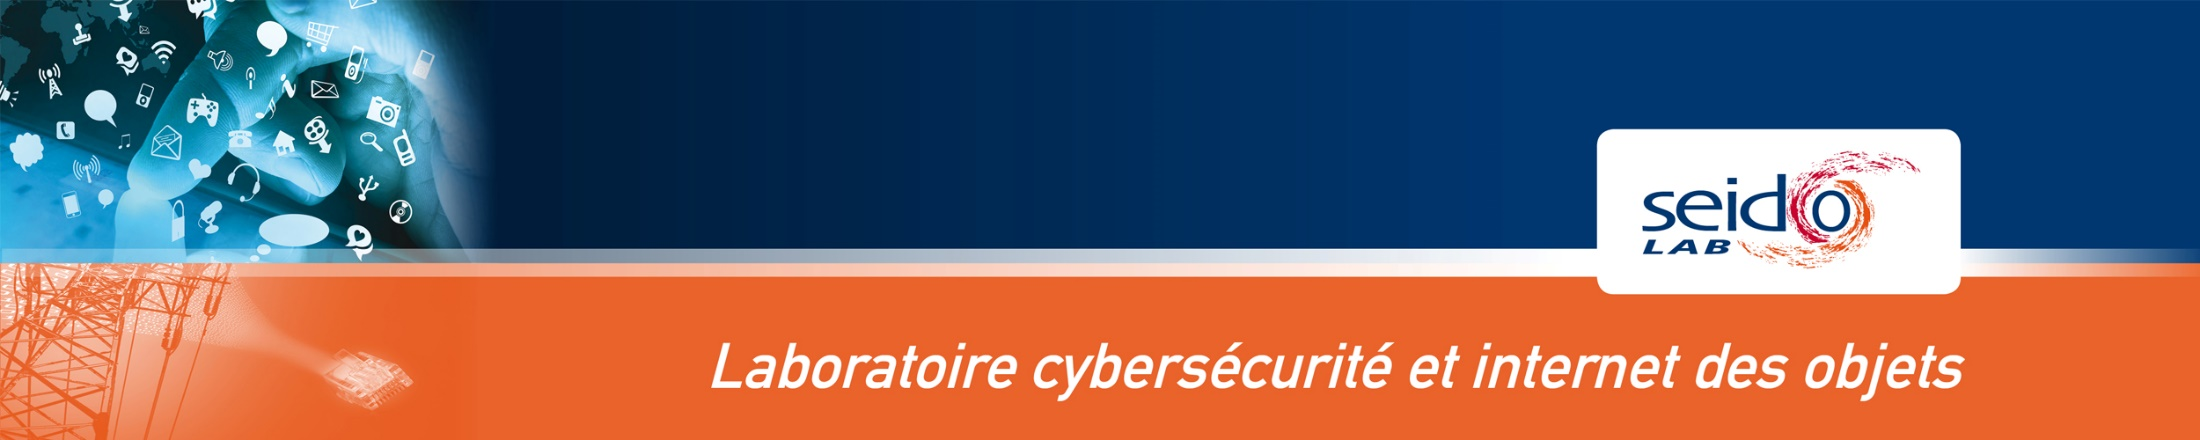 seido
LAB
Laboratoire cybersécurité et internet des objets